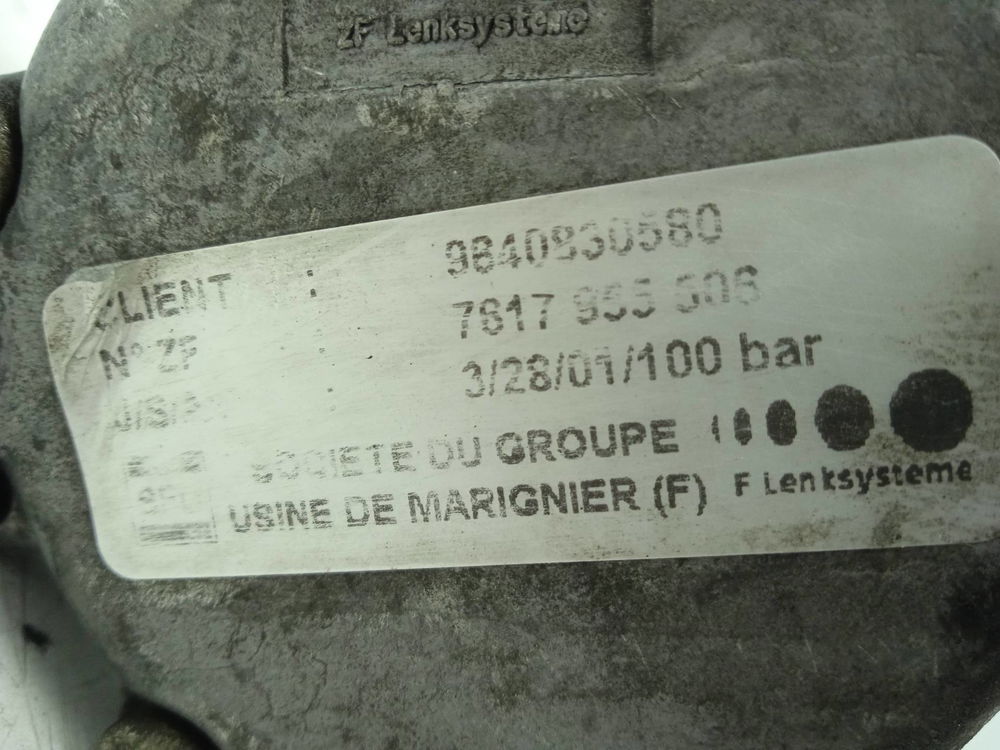 ZF Lenksysteme
CLIENT : 9640830580
N° ZF : 7617 955 506
3/28/01/100 bar
SOCIETE DU GROUPE
USINE DE MARIGNIER (F) F Lenksysteme